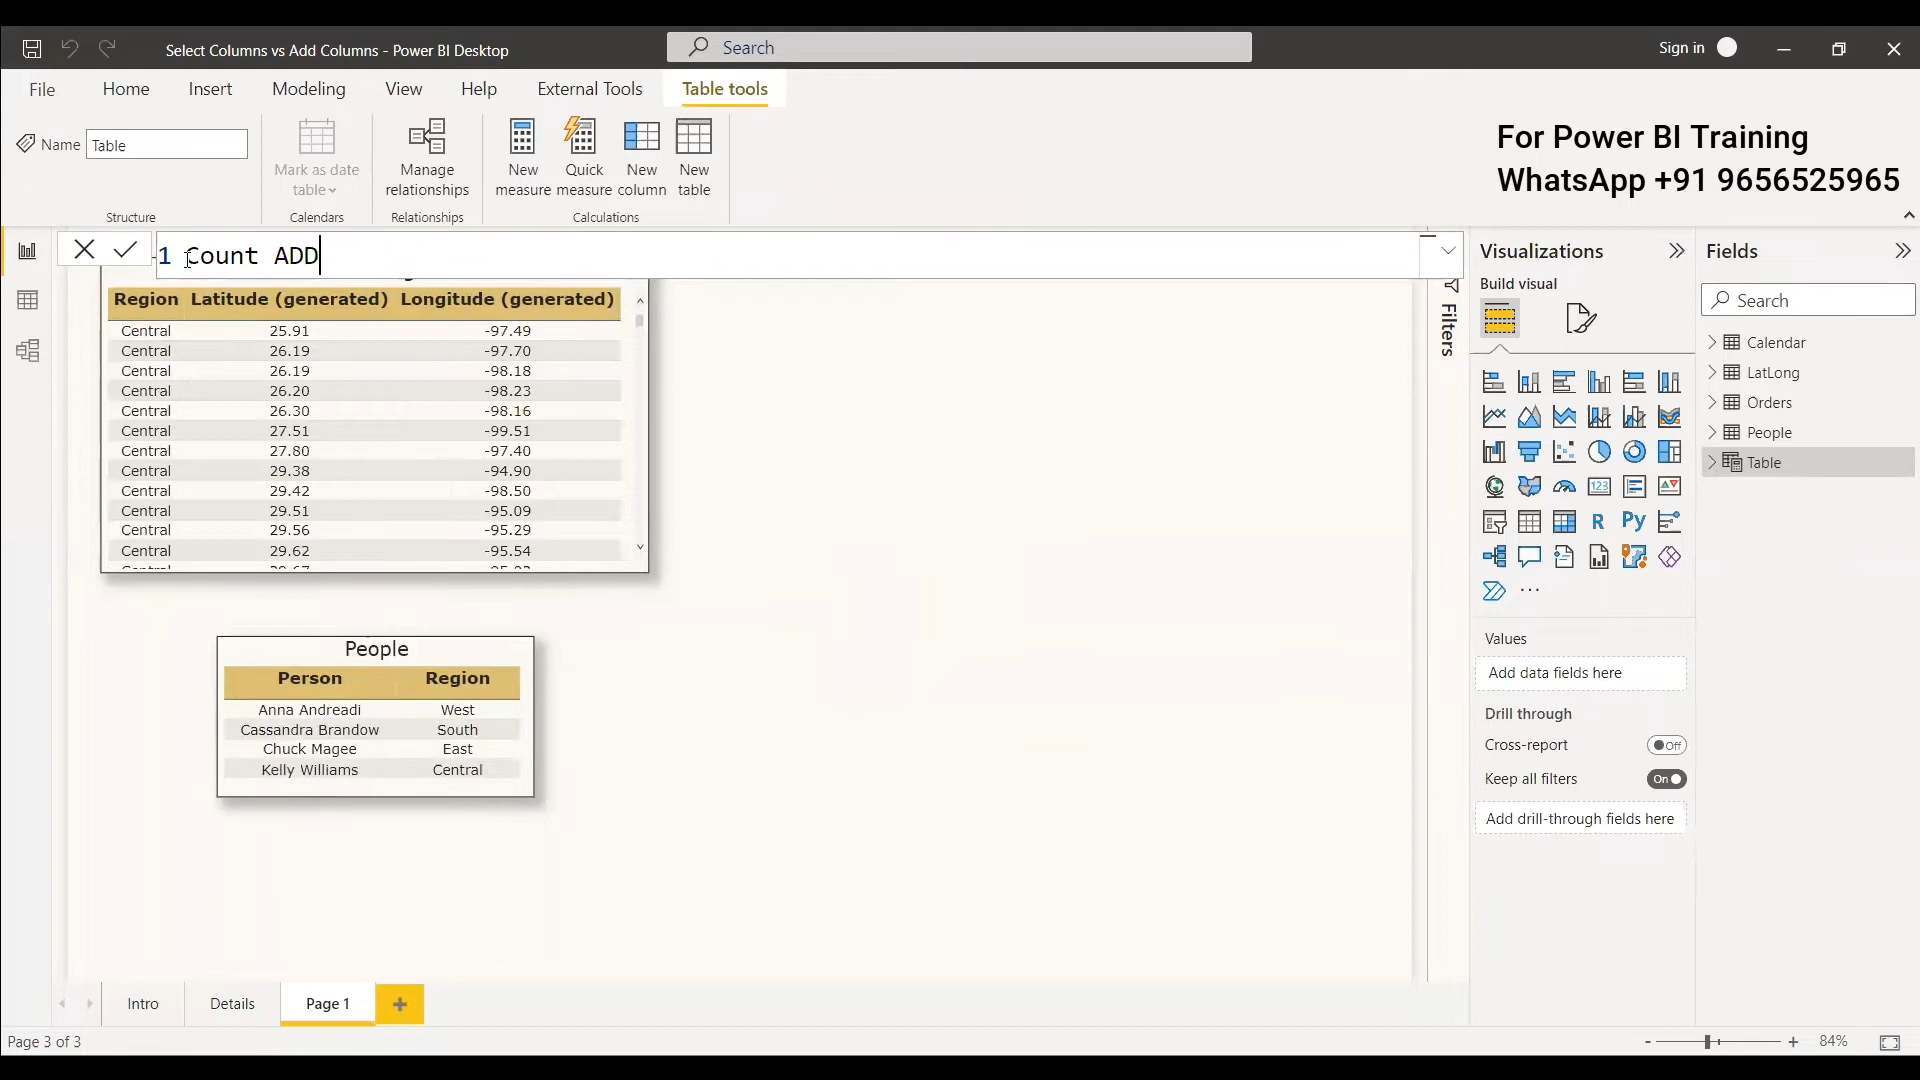 Select Columns vs Add Columns - Power BI Desktop
Search
Sign in
File
Home
Insert
Modeling
View
Help
External Tools
Table tools
Name
Table
Mark as date
table
Manage
relationships
New
measure
Quick
measure
New
column
New
table
Structure
Calendars
Relationships
Calculations
For Power BI Training
WhatsApp +91 9656525965
1 Count ADD
Region Latitude (generated) Longitude (generated)
Central 25.91 -97.49
Central 26.19 -97.70
Central 26.19 -98.18
Central 26.20 -98.23
Central 26.30 -98.16
Central 27.51 -99.51
Central 27.80 -97.40
Central 29.38 -94.90
Central 29.42 -98.50
Central 29.51 -95.09
Central 29.56 -95.29
Central 29.62 -95.54
People
Person Region
Anna Andreadi West
Cassandra Brandow South
Chuck Magee East
Kelly Williams Central
Filters
Visualizations
Build visual
123
R
Py
Values
Add data fields here
Drill through
Cross-report
Off
Keep all filters
On
Add drill-through fields here
Fields
Search
Calendar
LatLong
Orders
People
Table
Intro
Details
Page 1
Page 3 of 3
- + 84%